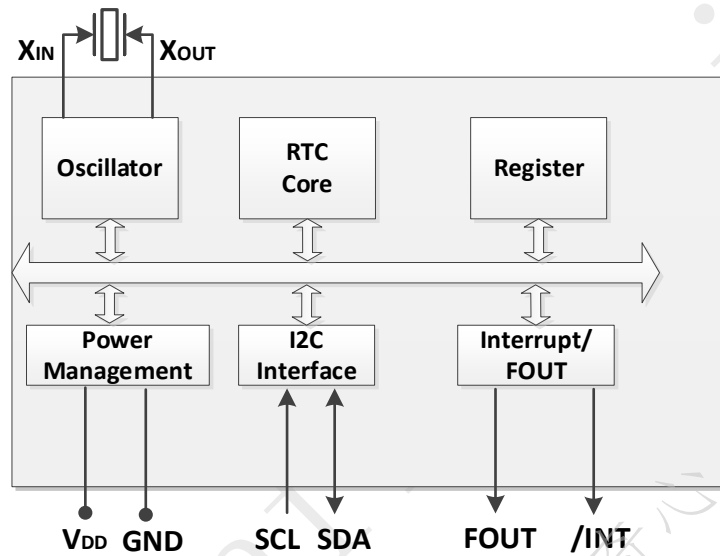 XIN XOUT
Oscillator
RTC
Core
Register
Power
Management
I2C
Interface
Interrupt/
FOUT
VDD GND SCL SDA FOUT /INT